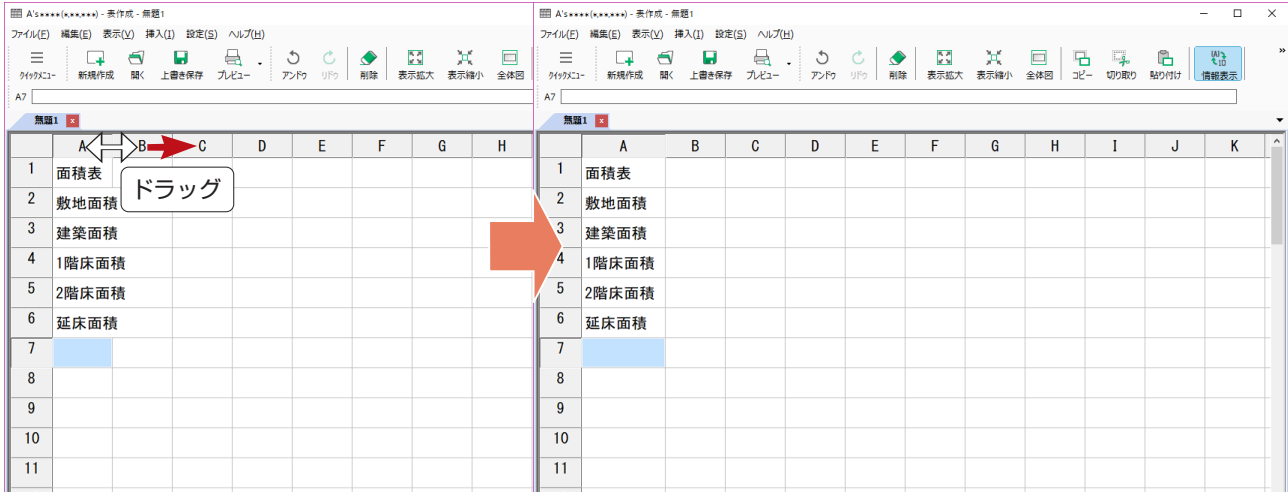 A's****(*,**,***) - 表作成 - 無題1
ファイル(F) 編集(E) 表示(V) 挿入(I) 設定(S) ヘルプ(H)
クイックメニュー 新規作成 開く 上書き保存 プレビュー アンドゥ リドゥ 削除 表示拡大 表示縮小 全体図
A7
無題1
A B C D E F G H
ドラッグ
1 面積表
2 敷地面積
3 建築面積
4 1階床面積
5 2階床面積
6 延床面積
7
8
9
10
11
A's****(*,**,***) - 表作成 - 無題1
ファイル(F) 編集(E) 表示(V) 挿入(I) 設定(S) ヘルプ(H)
クイックメニュー 新規作成 開く 上書き保存 プレビュー アンドゥ リドゥ 削除 表示拡大 表示縮小 全体図 コピー 切り取り 貼り付け 情報表示
A7
無題1
A B C D E F G H I J K
1 面積表
2 敷地面積
3 建築面積
4 1階床面積
5 2階床面積
6 延床面積
7
8
9
10
11